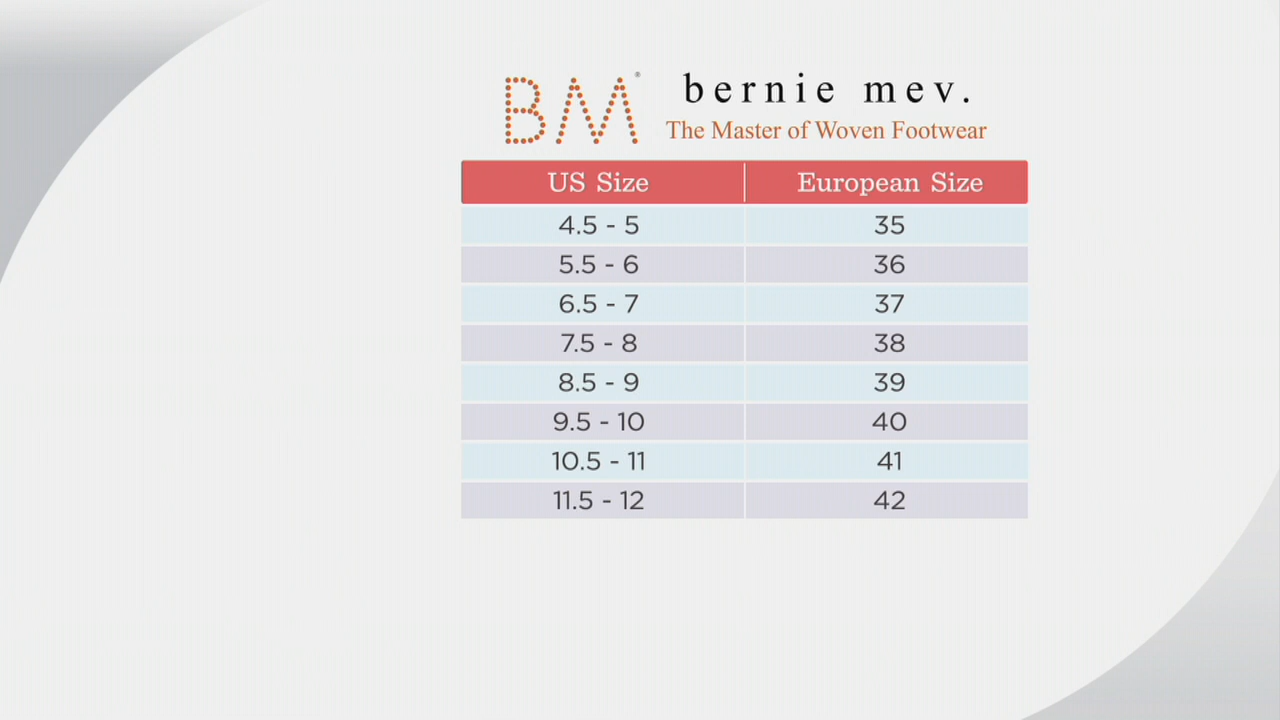 BM® bernie mev.
The Master of Woven Footwear
US Size European Size
4.5 - 5 35
5.5 - 6 36
6.5 - 7 37
7.5 - 8 38
8.5 - 9 39
9.5 - 10 40
10.5 - 11 41
11.5 - 12 42